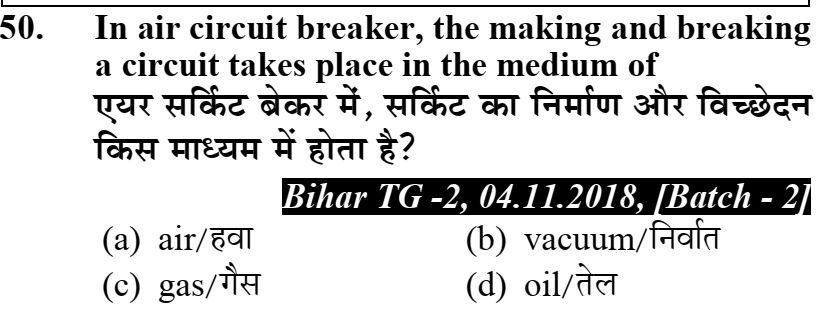 50. In air circuit breaker, the making and breaking
a circuit takes place in the medium of
एयर सर्किट ब्रेकर में, सर्किट का निर्माण और विच्छेदन
किस माध्यम में होता है?
Bihar TG -2, 04.11.2018, [Batch - 2]
(a) air/हवा (b) vacuum/निर्वात
(c) gas/गैस (d) oil/तेल